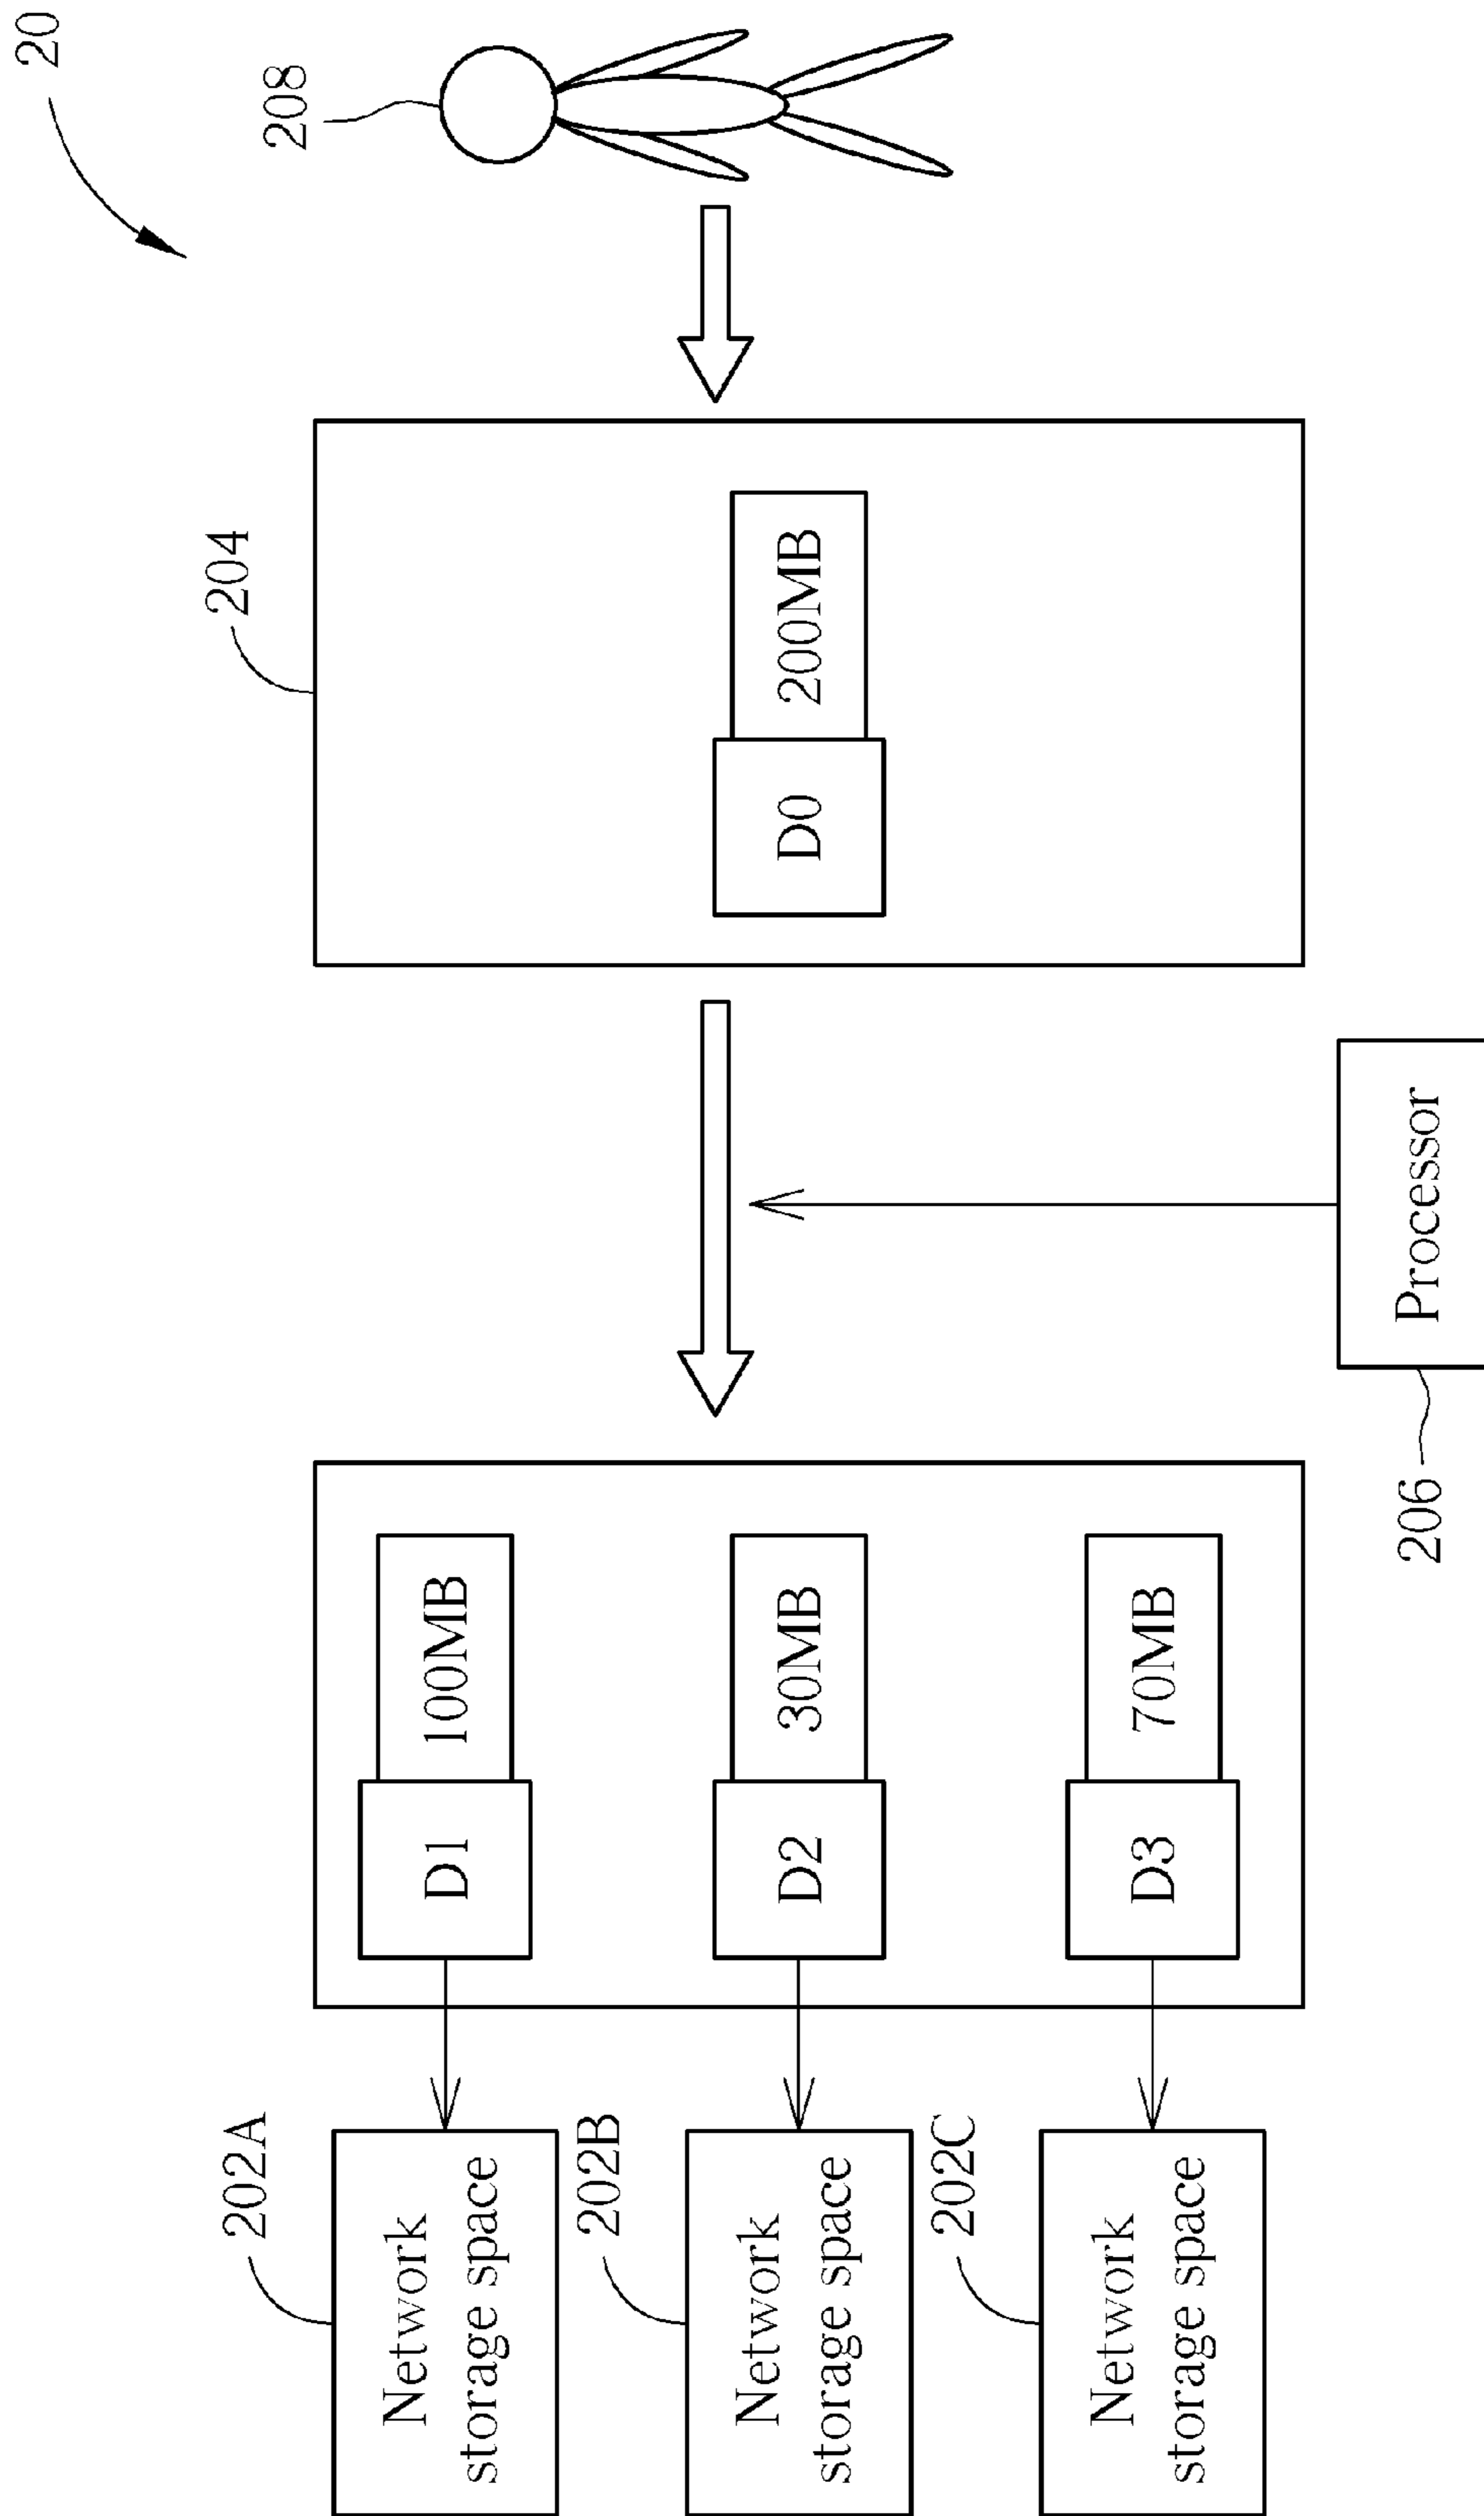 20
208
204
D0
200MB
Processor
206
D1
100MB
D2
30MB
D3
70MB
202A
Network
storage space
202B
Network
storage space
202C
Network
storage space